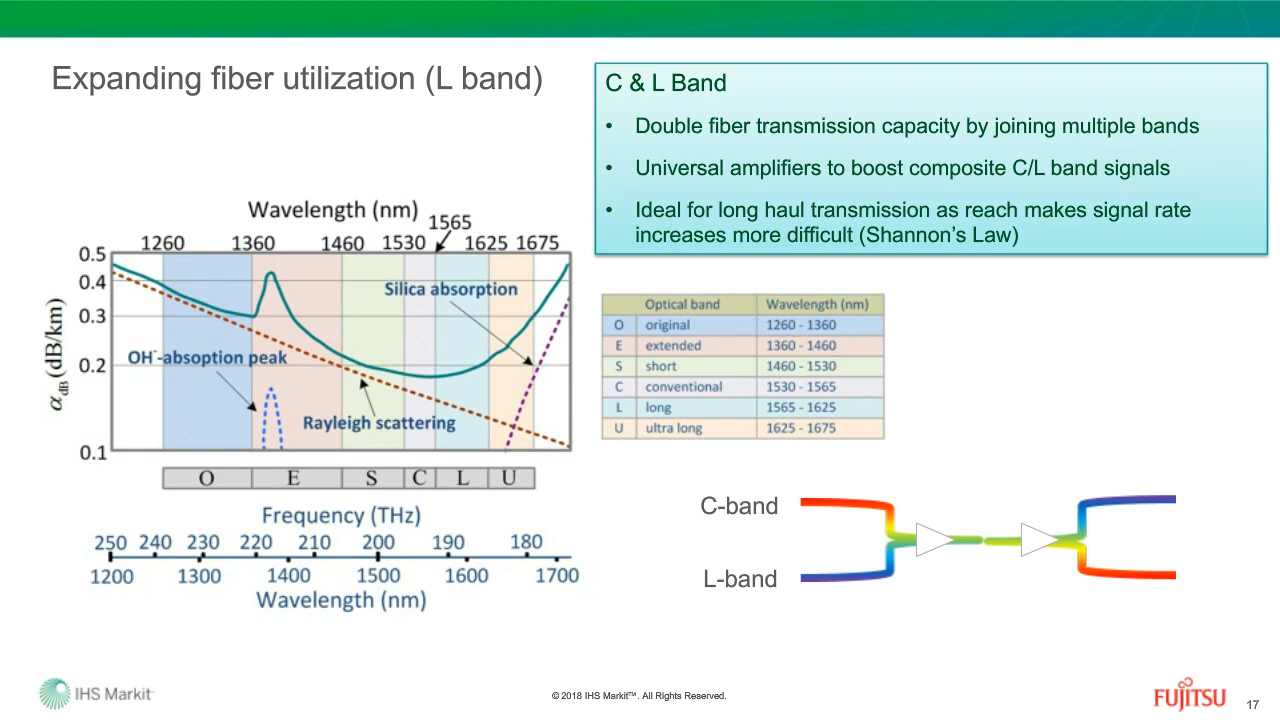 Expanding fiber utilization (L band)
C & L Band
• Double fiber transmission capacity by joining multiple bands
• Universal amplifiers to boost composite C/L band signals
• Ideal for long haul transmission as reach makes signal rate
increases more difficult (Shannon's Law)
Wavelength (nm)
1260 1360 1460 1530 1565 1625 1675
0.5
0.4
0.3
0.2
0.1
α dB (dB/km)
Silica absorption
OH⁻-absoption peak
Rayleigh scattering
O E S C L U
Frequency (THz)
250 240 230 220 210 200 190 180
1200 1300 1400 1500 1600 1700
Wavelength (nm)
Optical band Wavelength (nm)
O original 1260 - 1360
E extended 1360 - 1460
S short 1460 - 1530
C conventional 1530 - 1565
L long 1565 - 1625
U ultra long 1625 - 1675
C-band
L-band
IHS Markit™
© 2018 IHS Markit™. All Rights Reserved.
FUJITSU
17